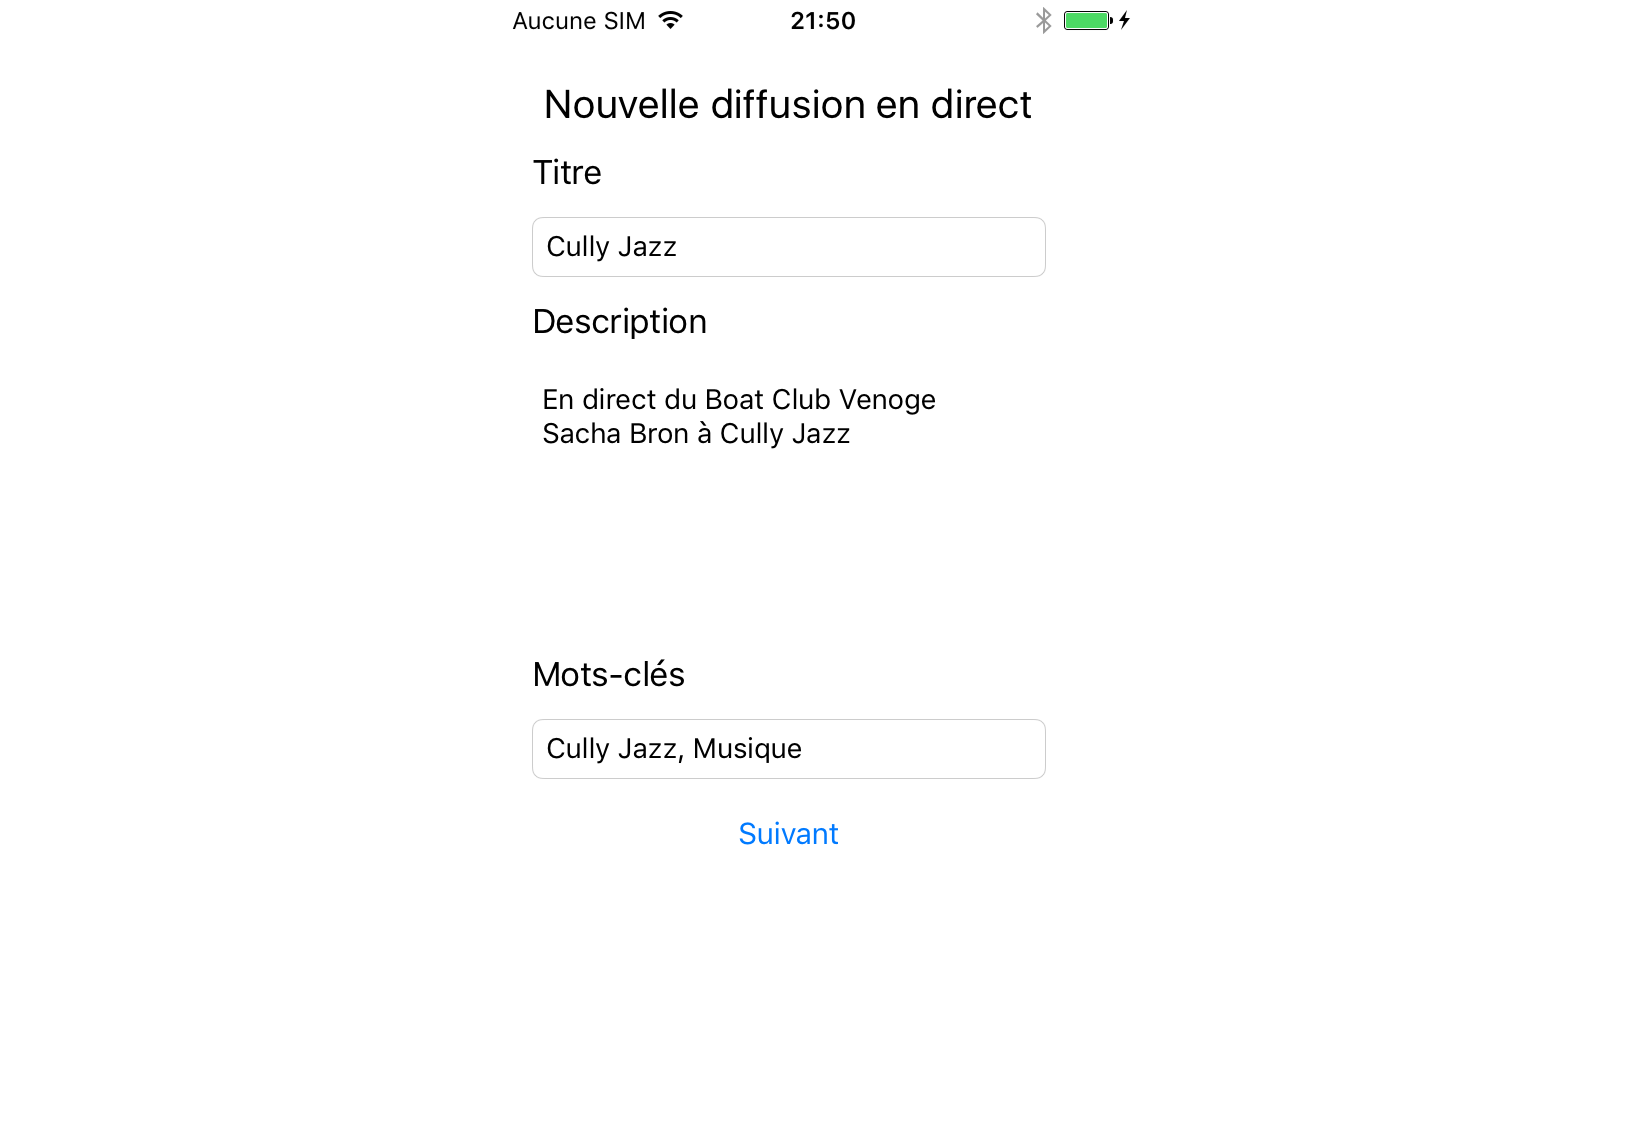 Aucune SIM 21:50
Nouvelle diffusion en direct
Titre
Cully Jazz
Description
En direct du Boat Club Venoge
Sacha Bron à Cully Jazz
Mots-clés
Cully Jazz, Musique
Suivant